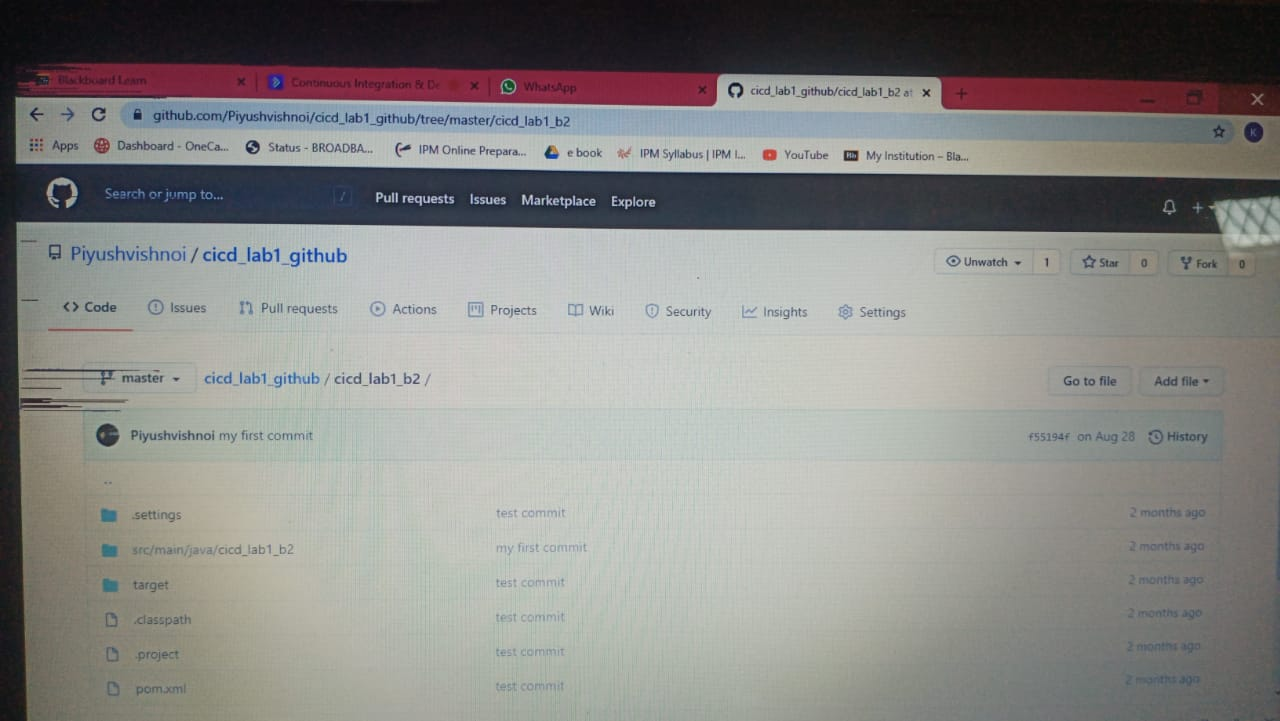 Blackboard Learn
Continuous Integration & De
WhatsApp
cicd_lab1_github/cicd_lab1_b2 at
github.com/Piyushvishnoi/cicd_lab1_github/tree/master/cicd_lab1_b2
K
Apps Dashboard - OneCa... Status - BROADBA... IPM Online Prepara... e book IPM Syllabus | IPM I... YouTube Bb My Institution – Bla...
Search or jump to... / Pull requests Issues Marketplace Explore
Piyushvishnoi / cicd_lab1_github
Unwatch 1 Star 0 Fork 0
<> Code Issues Pull requests Actions Projects Wiki Security Insights Settings
master cicd_lab1_github / cicd_lab1_b2 / Go to file Add file
Piyushvishnoi my first commit f55194f on Aug 28 History
..
.settings test commit 2 months ago
src/main/java/cicd_lab1_b2 my first commit 2 months ago
target test commit 2 months ago
.classpath test commit 2 months ago
.project test commit 2 months ago
pom.xml test commit 2 months ago